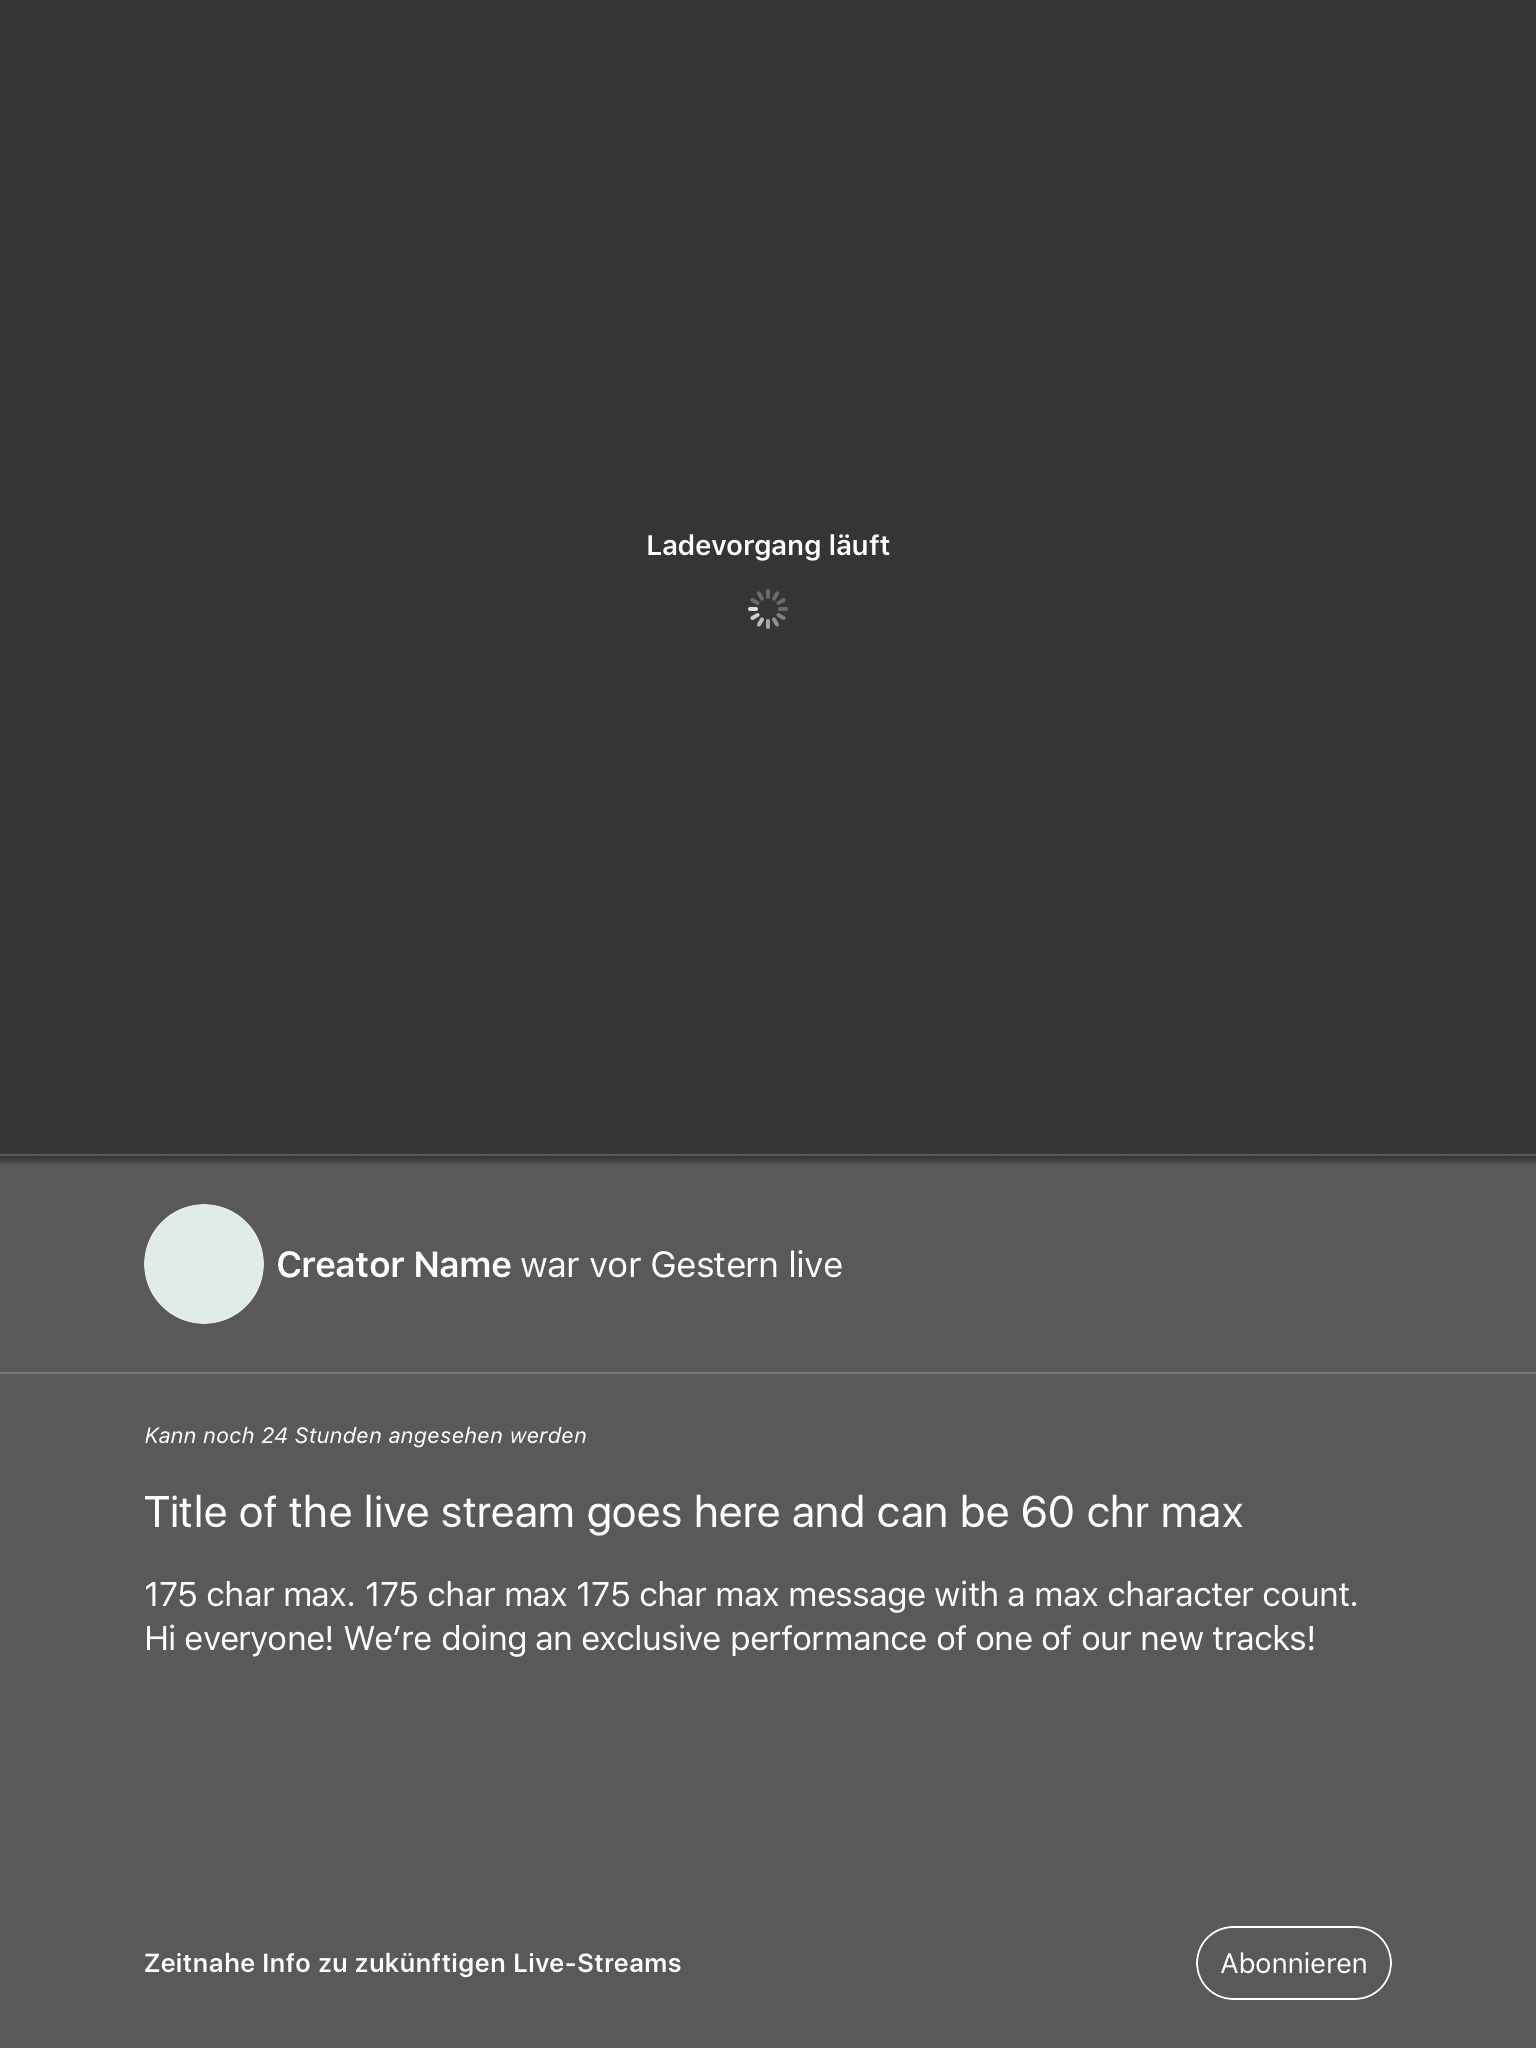 Ladevorgang läuft
Creator Name war vor Gestern live
Kann noch 24 Stunden angesehen werden
Title of the live stream goes here and can be 60 chr max
175 char max. 175 char max 175 char max message with a max character count.
Hi everyone! We’re doing an exclusive performance of one of our new tracks!
Zeitnahe Info zu zukünftigen Live-Streams
Abonnieren